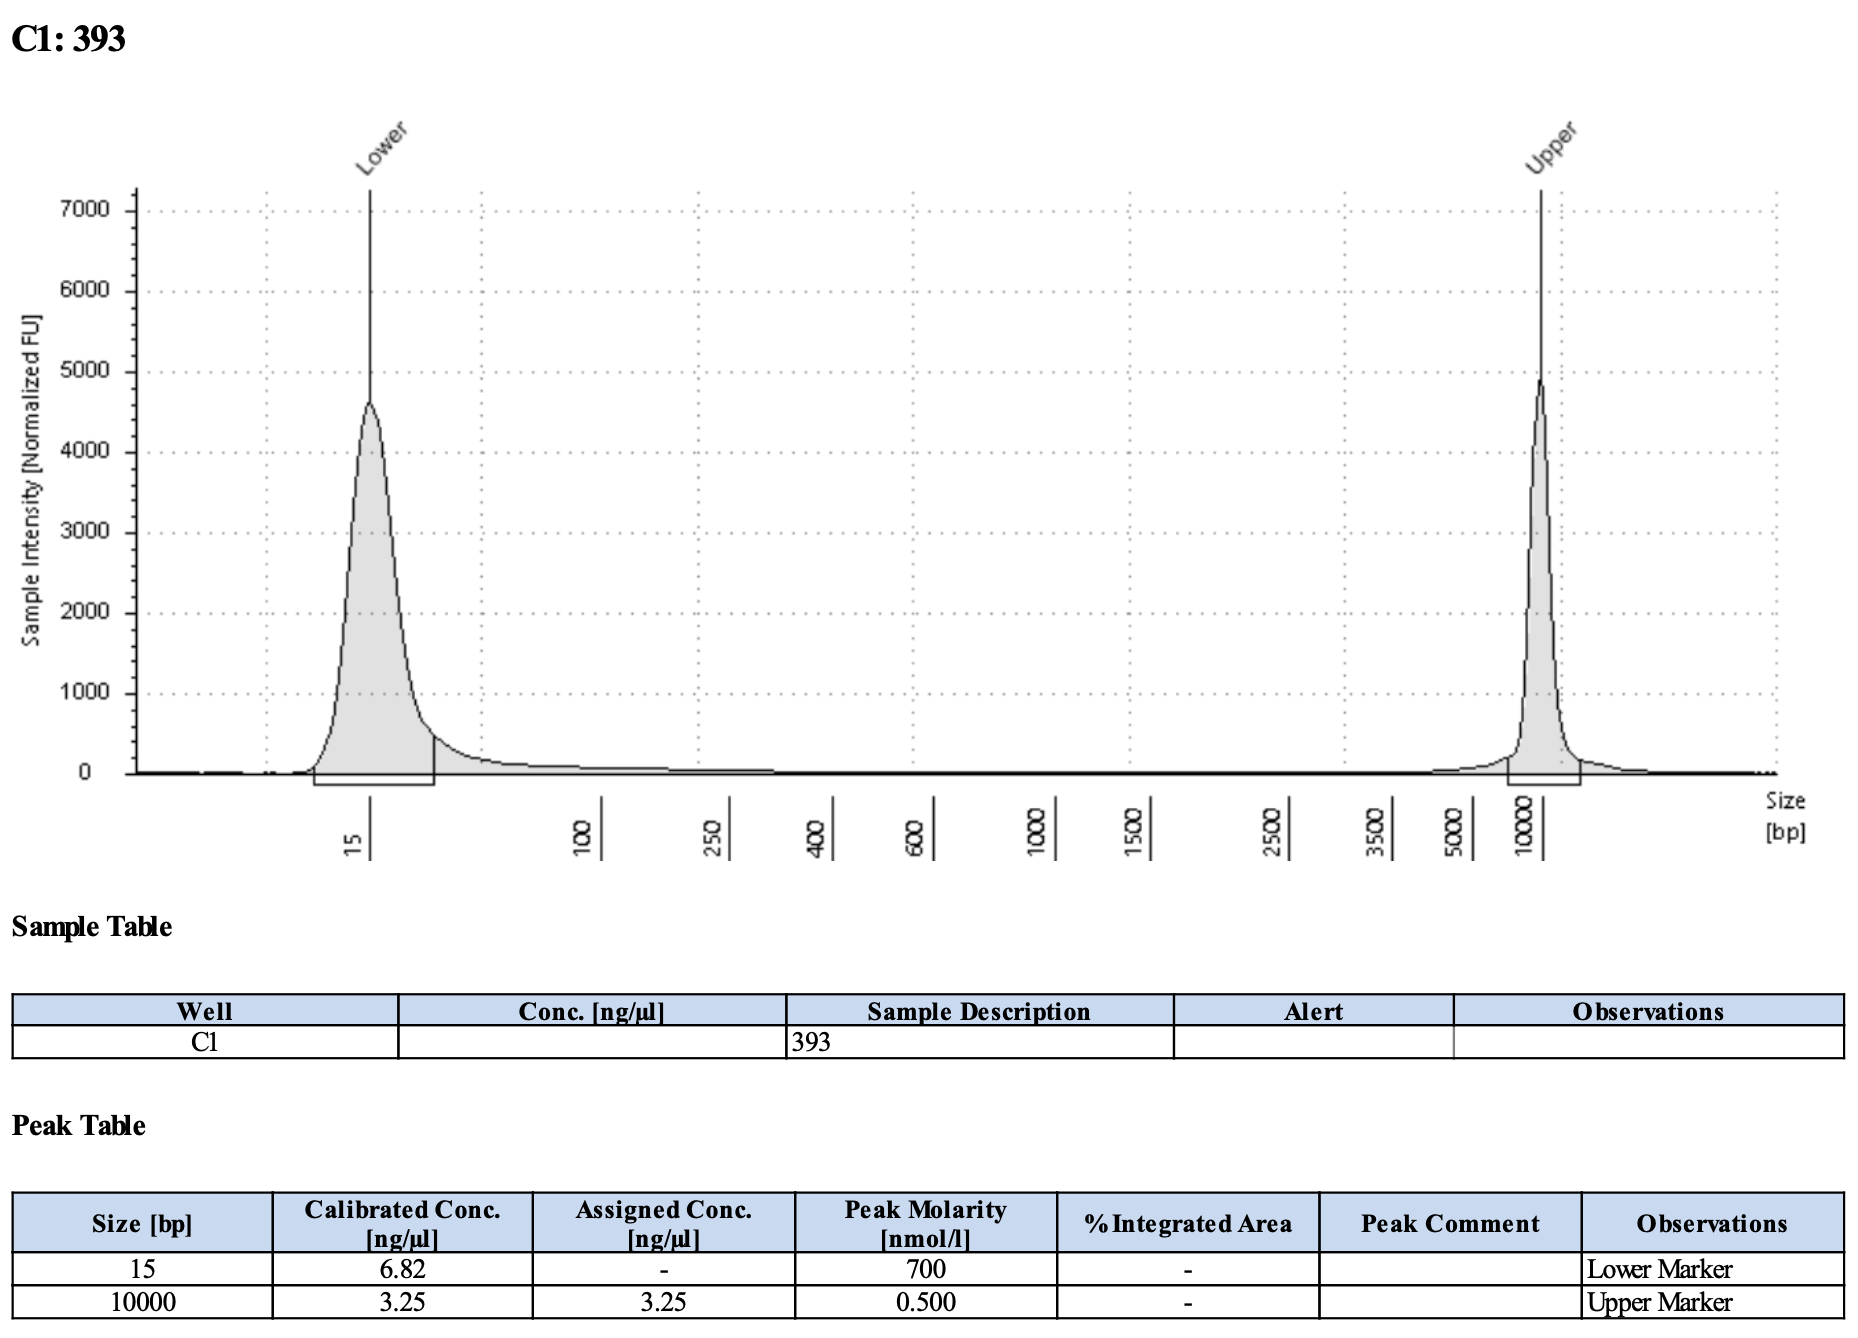 C1: 393
Lower
Upper
Sample Intensity [Normalized FU]
7000
6000
5000
4000
3000
2000
1000
0
15
100
250
400
600
1000
1500
2500
3500
5000
10000
Size
[bp]
Sample Table
Well Conc. [ng/µl] Sample Description Alert Observations
C1 393
Peak Table
Size [bp] Calibrated Conc. [ng/µl] Assigned Conc. [ng/µl] Peak Molarity [nmol/l] % Integrated Area Peak Comment Observations
15 6.82 - 700 - Lower Marker
10000 3.25 3.25 0.500 - Upper Marker